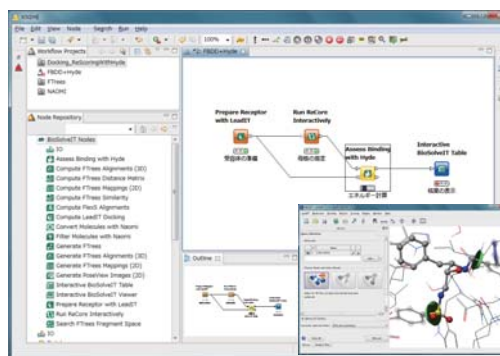 KNIME
File Edit View Node Search Run Help
100%
Workflow Projects
Docking_ReScoringWithHyde
FBDD+Hyde
FTrees
NAOMI
Node Repository
BioSolveIT Nodes
IO
Assess Binding with Hyde
Compute FTrees Alignments (2D)
Compute FTrees Distance Matrix
Compute FTrees Mappings (2D)
Compute FTrees Similarity
Compute FlexS Alignments
Compute LeadIT Docking
Convert Molecules with Naomi
Filter Molecules with Naomi
Generate FTrees
Generate FTrees Alignments (3D)
Generate FTrees Mappings (2D)
Generate PoseView Images (2D)
Interactive BioSolveIT Table
Interactive BioSolveIT Viewer
Prepare Receptor with LeadIT
Run ReCore Interactively
Search FTrees Fragment Space
IO
*2: FBDD+Hyde
Prepare Receptor
with LeadIT
受容体の準備
Run ReCore
Interactively
母核の指定
Assess Binding
with Hyde
エネルギー計算
Interactive
BioSolveIT Table
結果の表示
Outline